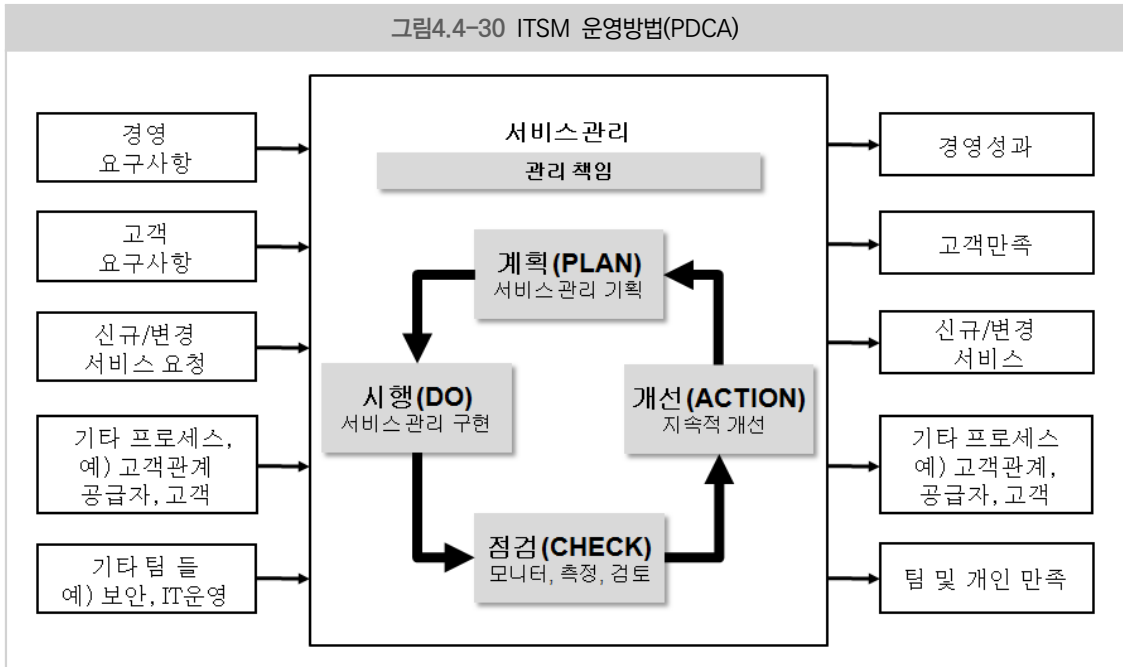 그림4.4-30 ITSM 운영방법(PDCA)
경영
요구사항
고객
요구사항
신규/변경
서비스 요청
기타 프로세스,
예) 고객관계
공급자, 고객
기타 팀 들
예) 보안, IT운영
서비스관리
관리 책임
계획(PLAN)
서비스관리 기획
시행(DO)
서비스관리 구현
개선(ACTION)
지속적 개선
점검(CHECK)
모니터, 측정, 검토
경영성과
고객만족
신규/변경
서비스
기타 프로세스
예) 고객관계,
공급자, 고객
팀 및 개인 만족